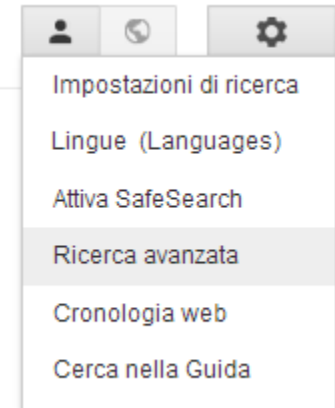 Impostazioni di ricerca
Lingue (Languages)
Attiva SafeSearch
Ricerca avanzata
Cronologia web
Cerca nella Guida